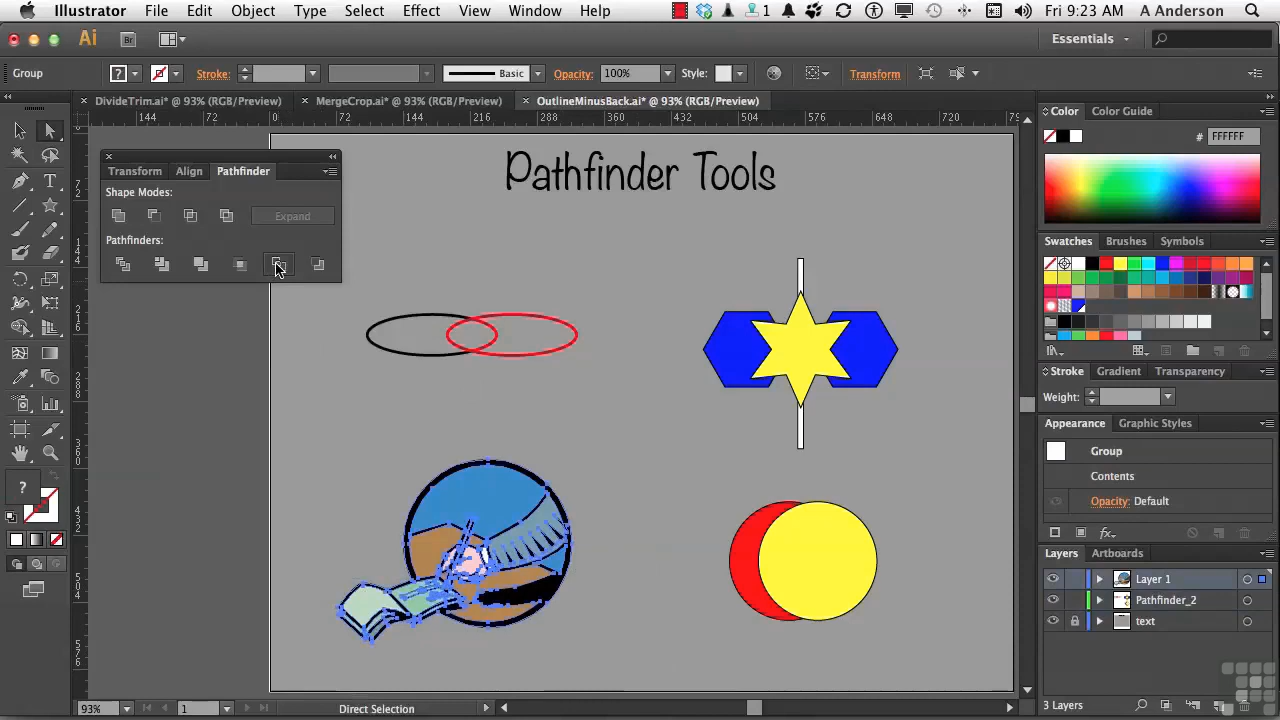 Illustrator File Edit Object Type Select Effect View Window Help 1 Fri 9:23 AM A Anderson
Ai Br Essentials
Group ? Stroke: Basic Opacity: 100% Style: Transform
DivideTrim.ai* @ 93% (RGB/Preview) MergeCrop.ai* @ 93% (RGB/Preview) OutlineMinusBack.ai* @ 93% (RGB/Preview)
144 72 0 72 144 216 288 360 432 504 576 648 720 79
Color Color Guide
# FFFFFF
Pathfinder Tools
Transform Align Pathfinder
Shape Modes:
Expand
Pathfinders:
Swatches Brushes Symbols
Stroke Gradient Transparency
Weight:
Appearance Graphic Styles
Group
Contents
Opacity: Default
fx
Layers Artboards
Layer 1
Pathfinder_2
text
3 Layers
93% 1 Direct Selection